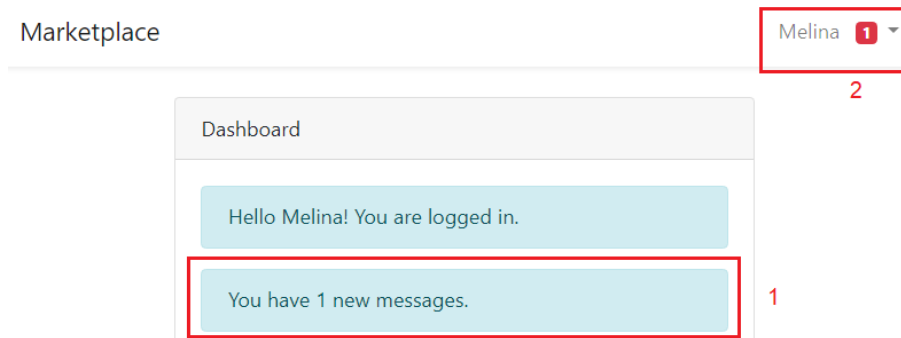 Marketplace
Melina 1
2
Dashboard
Hello Melina! You are logged in.
You have 1 new messages.
1